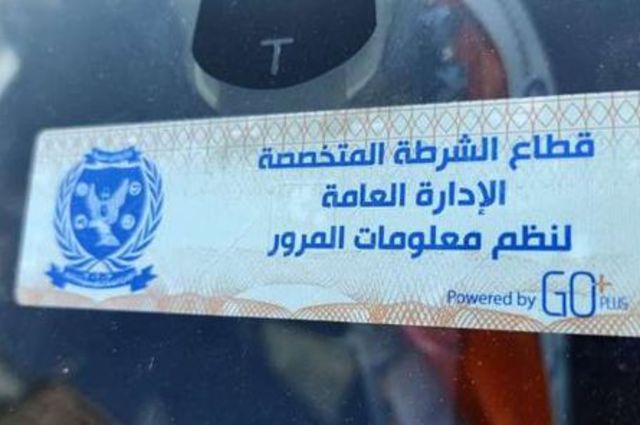 T
قطاع الشرطة المتخصصة
الإدارة العامة
لنظم معلومات المرور
Powered by GO+ PLUS